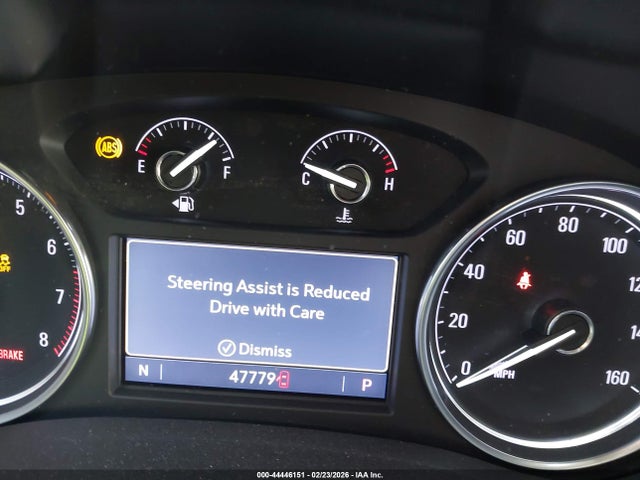 ABS
E F
C H
5
6
7
8
OFF
BRAKE
Steering Assist is Reduced
Drive with Care
Dismiss
N 47779 P
0
20
40
60
80
100
160
MPH
000-44446151 - 02/23/2026 - IAA Inc.